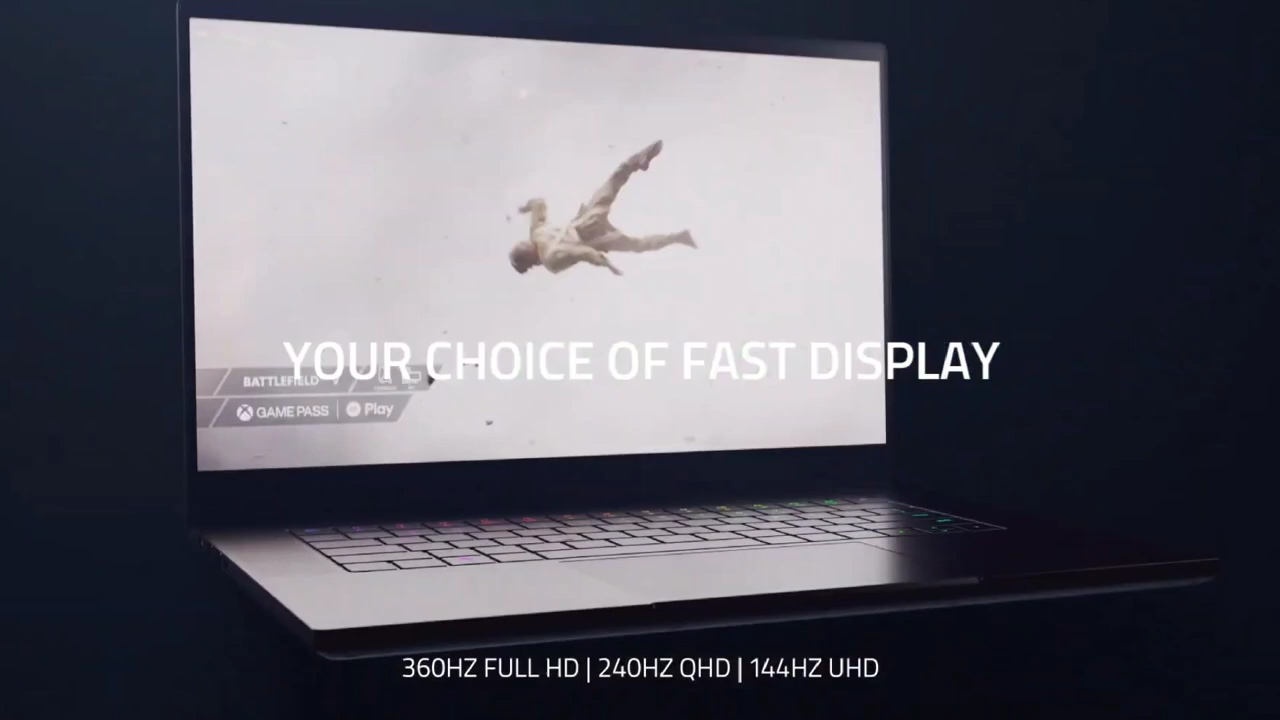 YOUR CHOICE OF FAST DISPLAY
BATTLEFIELD
GAME PASS | Play
360HZ FULL HD | 240HZ QHD | 144HZ UHD